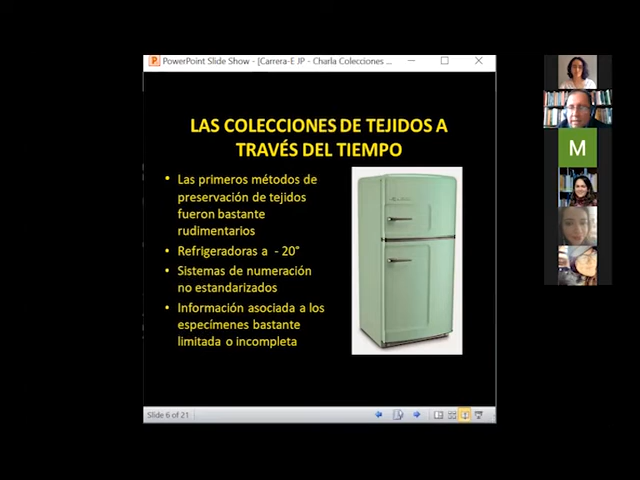 PowerPoint Slide Show - [Carrera-E JP - Charla Colecciones ...
LAS COLECCIONES DE TEJIDOS A
TRAVÉS DEL TIEMPO
• Las primeros métodos de
preservación de tejidos
fueron bastante
rudimentarios
• Refrigeradoras a - 20°
• Sistemas de numeración
no estandarizados
• Información asociada a los
especímenes bastante
limitada o incompleta
M
Slide 6 of 21